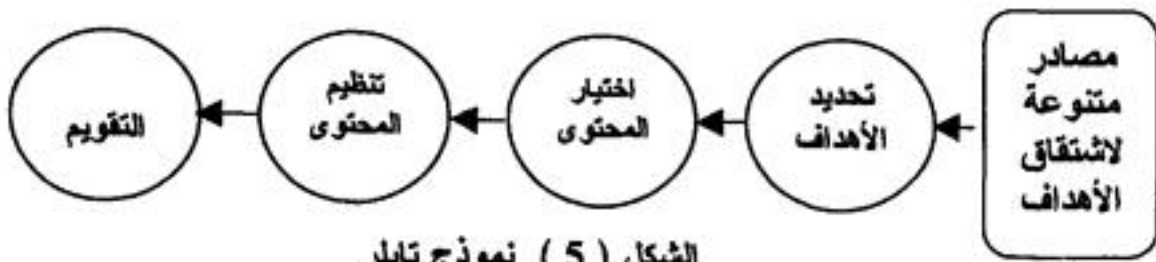 مصادر
متنوعة
لاشتقاق
الأهداف
تحديد
الأهداف
اختيار
المحتوى
تنظيم
المحتوى
التقويم
الشكل ( 5 ) نموذج تايلر